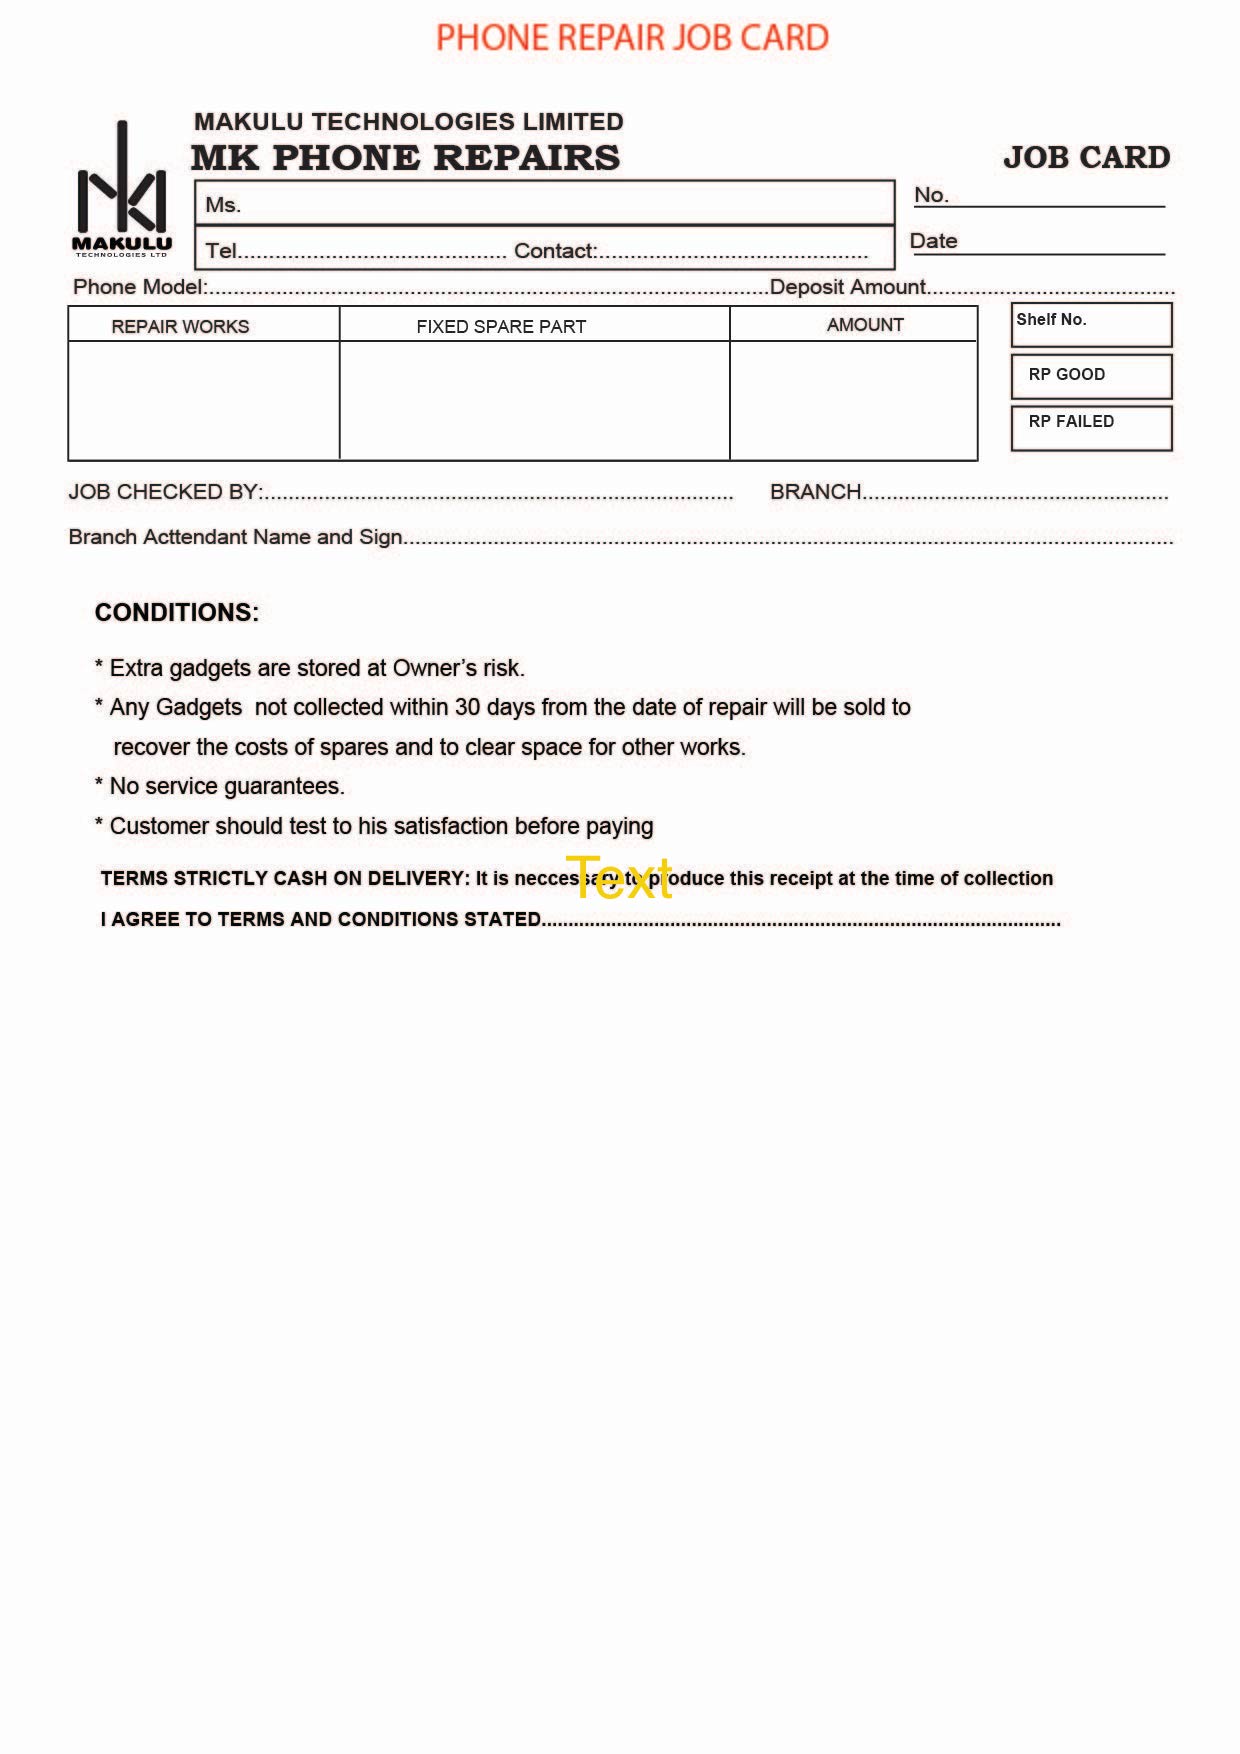 PHONE REPAIR JOB CARD
MAKULU TECHNOLOGIES LIMITED
MK PHONE REPAIRS
JOB CARD
MAKULU
TECHNOLOGIES LTD
Ms.
No.
Tel............................................. Contact:.............................................
Date
Phone Model:..............................................................................................Deposit Amount..........................................
REPAIR WORKS FIXED SPARE PART AMOUNT
Shelf No.
RP GOOD
RP FAILED
JOB CHECKED BY:............................................................................... BRANCH...................................................
Branch Acttendant Name and Sign.................................................................................................................................
CONDITIONS:
* Extra gadgets are stored at Owner’s risk.
* Any Gadgets  not collected within 30 days from the date of repair will be sold to
recover the costs of spares and to clear space for other works.
* No service guarantees.
* Customer should test to his satisfaction before paying
TERMS STRICTLY CASH ON DELIVERY: It is neccessary to produce this receipt at the time of collection
Text
I AGREE TO TERMS AND CONDITIONS STATED.................................................................................................